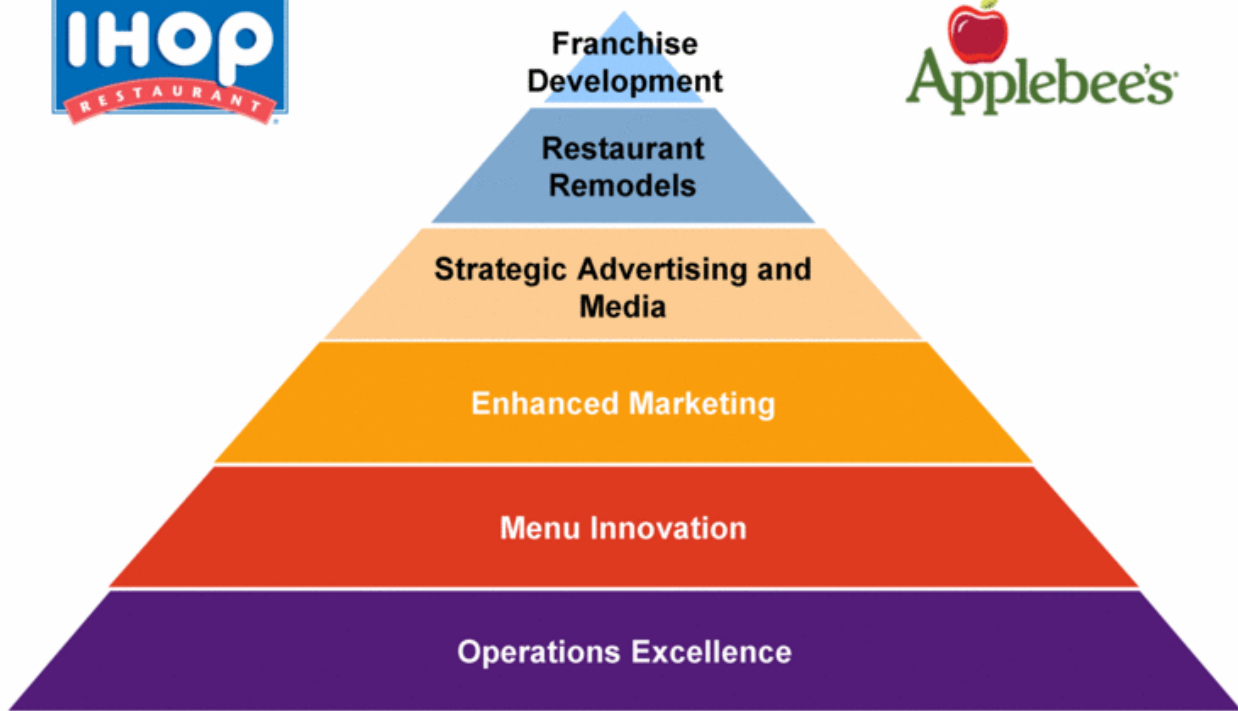 IHOP
RESTAURANT
Applebee's
Franchise
Development
Restaurant
Remodels
Strategic Advertising and
Media
Enhanced Marketing
Menu Innovation
Operations Excellence